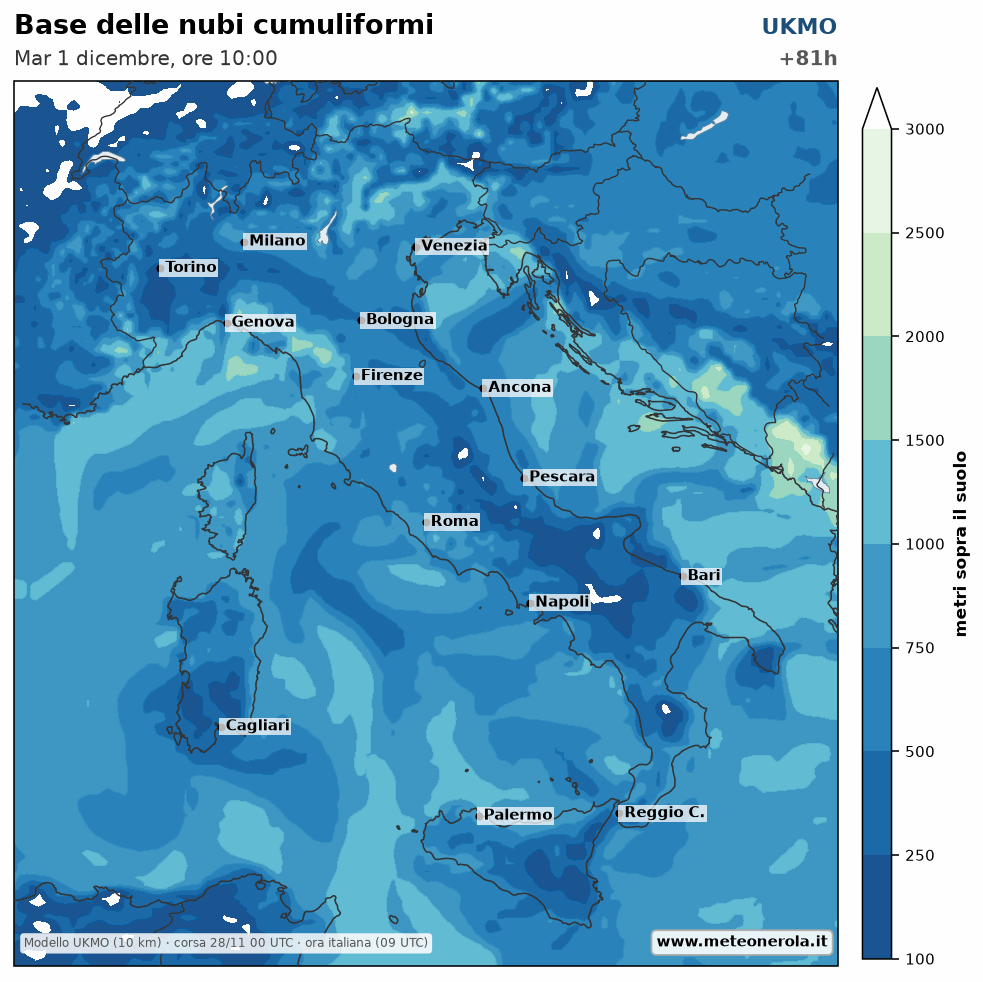 Base delle nubi cumuliformi
UKMO
Mar 1 dicembre, ore 10:00
+81h
3000
2500
2000
1500
1000
750
500
250
100
metri sopra il suolo
Milano
Venezia
Torino
Genova
Bologna
Firenze
Ancona
Pescara
Roma
Bari
Napoli
Cagliari
Palermo
Reggio C.
Modello UKMO (10 km) · corsa 28/11 00 UTC · ora italiana (09 UTC)
www.meteonerola.it